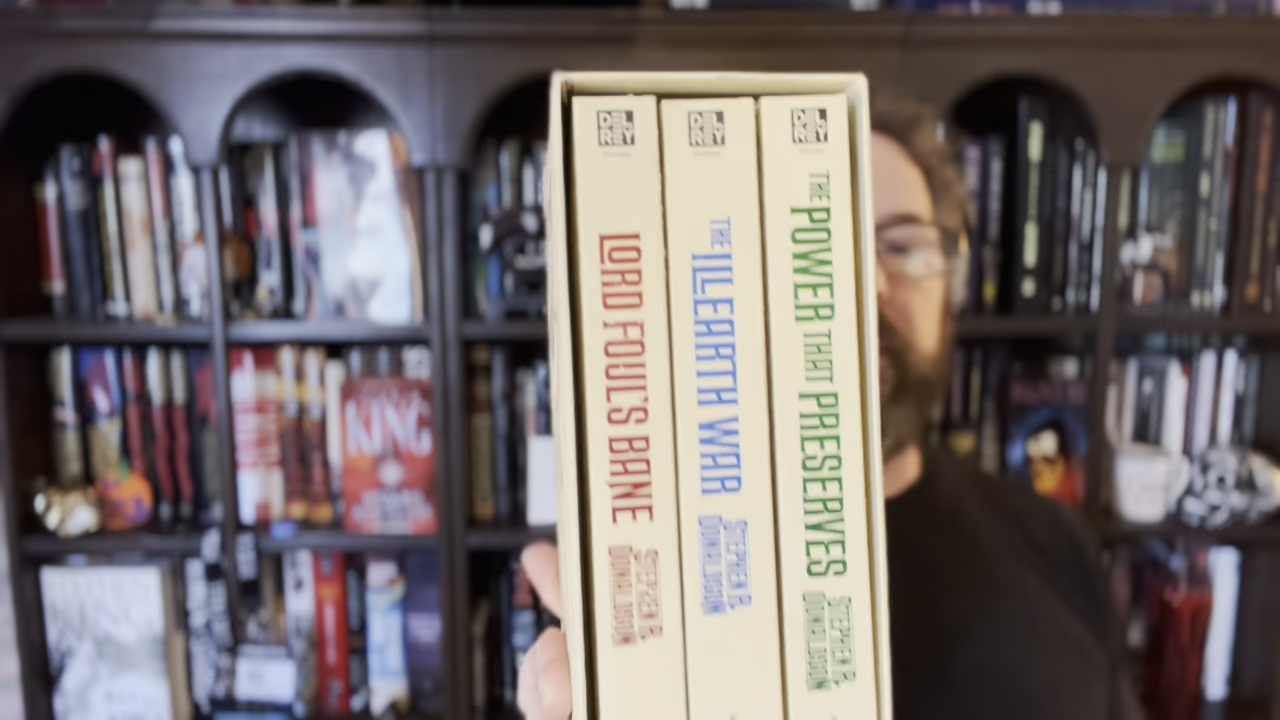 DEL REY
LORD FOUL'S BANE
STEPHEN R.
DONALDSON
DEL REY
THE ILLEARTH WAR
STEPHEN R.
DONALDSON
DEL REY
THE POWER THAT PRESERVES
STEPHEN R.
DONALDSON
KING